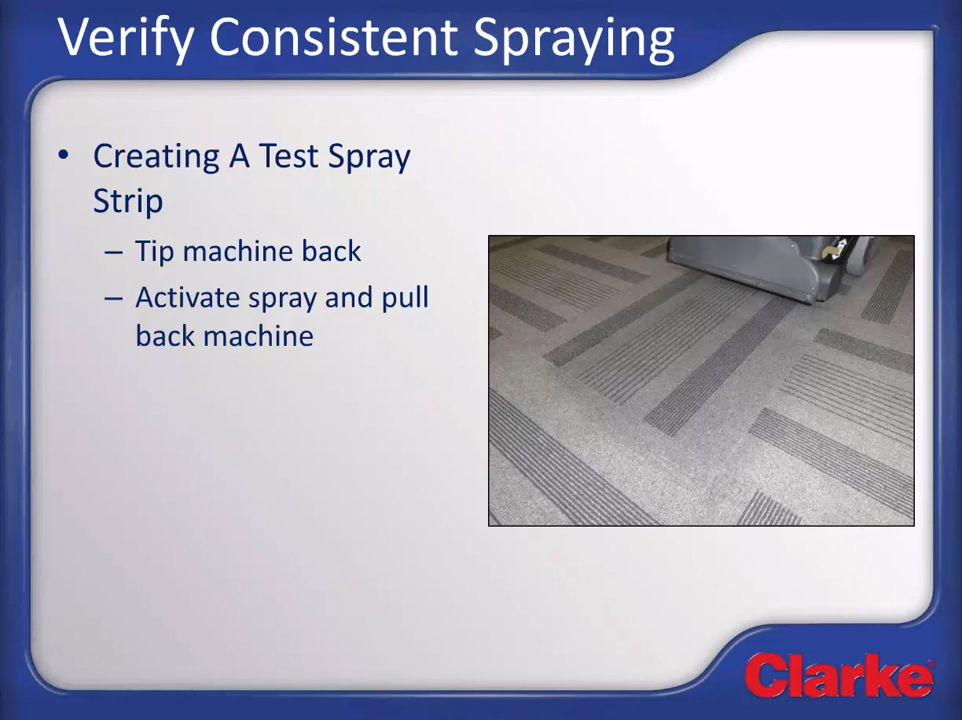 Verify Consistent Spraying
• Creating A Test Spray
Strip
– Tip machine back
– Activate spray and pull
back machine
Clarke